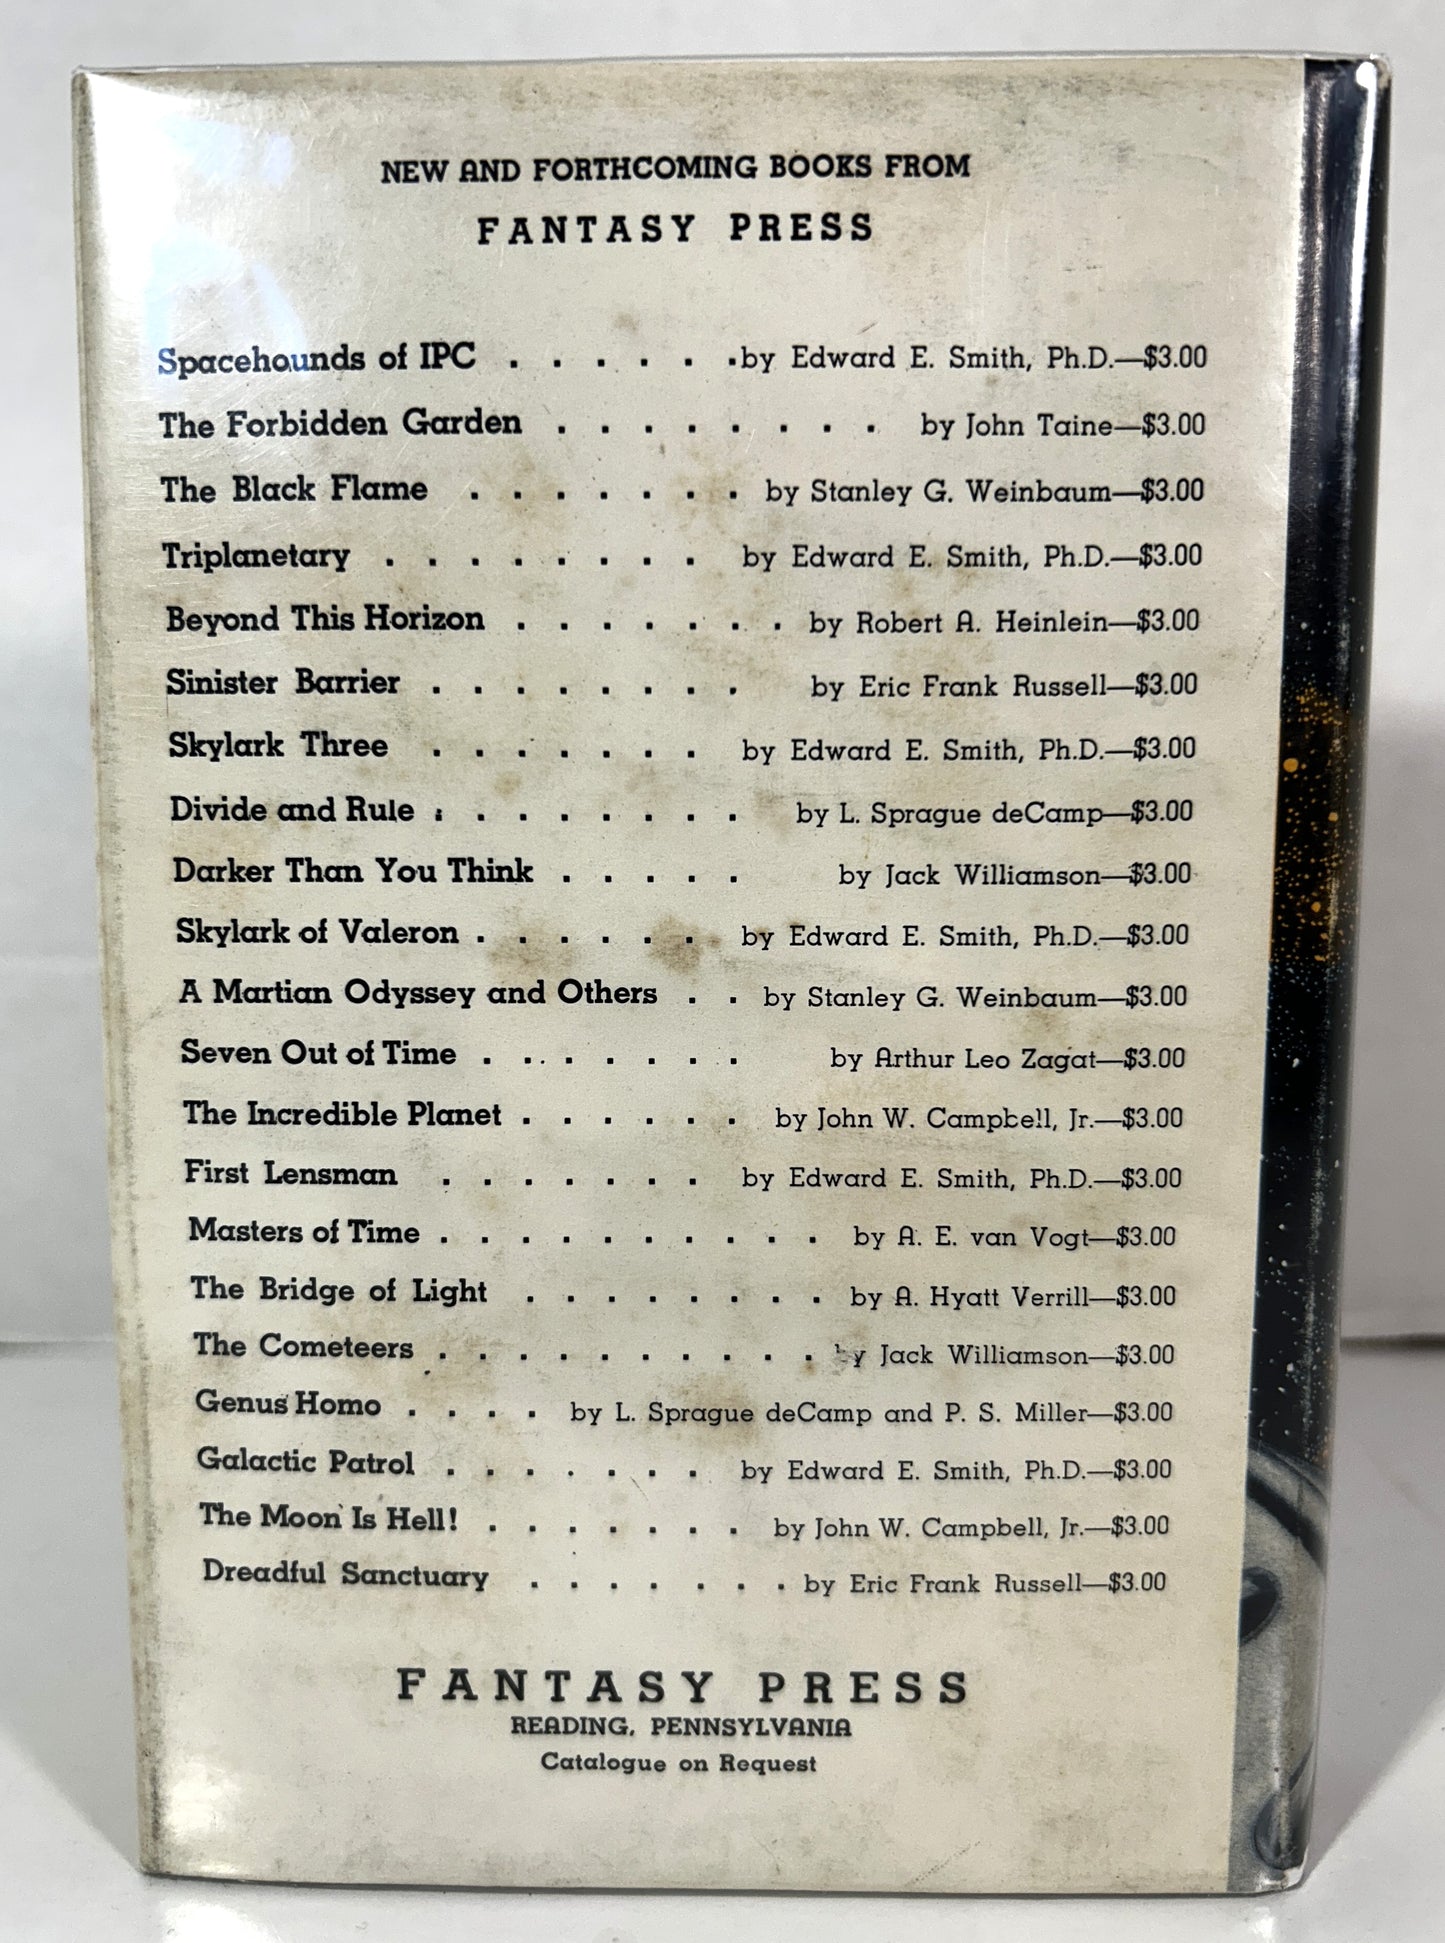 NEW AND FORTHCOMING BOOKS FROM
FANTASY PRESS
Spacehounds of IPC . . . . . .by Edward E. Smith, Ph.D.—$3.00
The Forbidden Garden . . . . . . . . by John Taine—$3.00
The Black Flame . . . . . . . by Stanley G. Weinbaum—$3.00
Triplanetary . . . . . . . . by Edward E. Smith, Ph.D.—$3.00
Beyond This Horizon . . . . . . . by Robert A. Heinlein—$3.00
Sinister Barrier . . . . . . . . by Eric Frank Russell—$3.00
Skylark Three . . . . . . . by Edward E. Smith, Ph.D.—$3.00
Divide and Rule . . . . . . . . by L. Sprague deCamp—$3.00
Darker Than You Think . . . . . by Jack Williamson—$3.00
Skylark of Valeron . . . . . . by Edward E. Smith, Ph.D.—$3.00
A Martian Odyssey and Others . . by Stanley G. Weinbaum—$3.00
Seven Out of Time . . . . . . . by Arthur Leo Zagat—$3.00
The Incredible Planet . . . . . . by John W. Campbell, Jr.—$3.00
First Lensman . . . . . . . by Edward E. Smith, Ph.D.—$3.00
Masters of Time . . . . . . . . . . by A. E. van Vogt—$3.00
The Bridge of Light . . . . . . . . by A. Hyatt Verrill—$3.00
The Cometeers . . . . . . . . . . by Jack Williamson—$3.00
Genus Homo . . . . by L. Sprague deCamp and P. S. Miller—$3.00
Galactic Patrol . . . . . . . by Edward E. Smith, Ph.D.—$3.00
The Moon Is Hell! . . . . . . . by John W. Campbell, Jr.—$3.00
Dreadful Sanctuary . . . . . . . by Eric Frank Russell—$3.00
FANTASY PRESS
READING, PENNSYLVANIA
Catalogue on Request